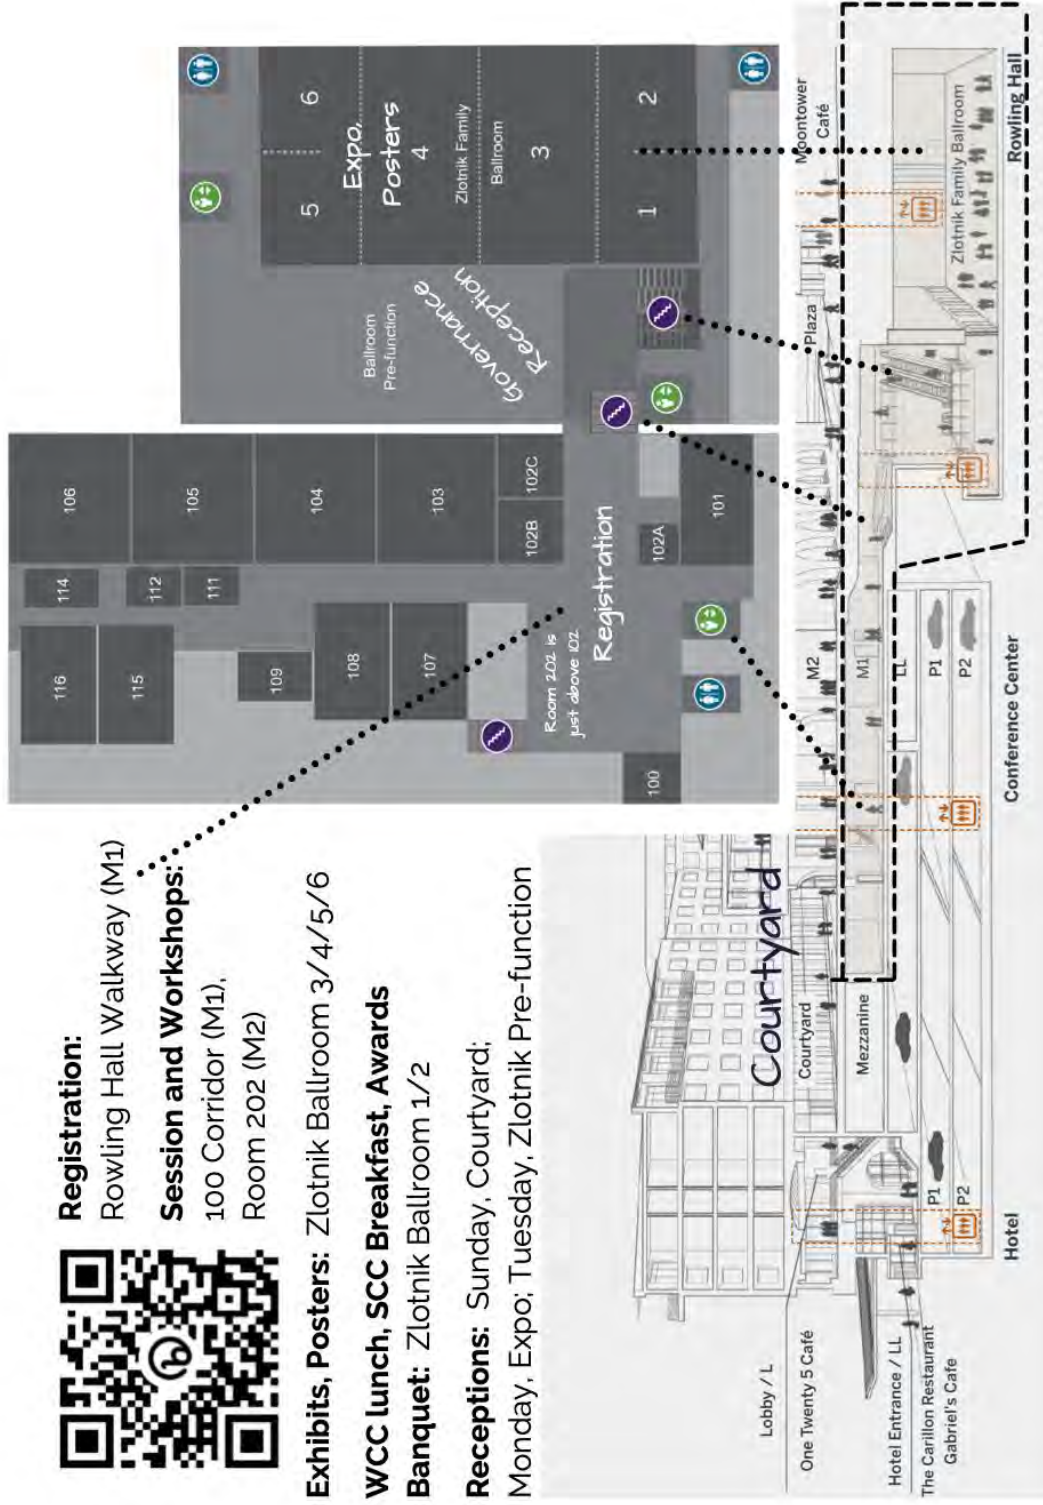 Registration:
Rowling Hall Walkway (M1)
Session and Workshops:
100 Corridor (M1),
Room 202 (M2)
Exhibits, Posters: Zlotnik Ballroom 3/4/5/6
WCC lunch, SCC Breakfast, Awards
Banquet: Zlotnik Ballroom 1/2
Receptions: Sunday, Courtyard;
Monday, Expo; Tuesday, Zlotnik Pre-function
106
105
104
103
102C
102B
102A
101
114
112
111
116
115
109
108
107
100
Room 202 is
just above 102
Registration
Ballroom
Pre-function
Governance
Reception
5
6
Expo,
Posters
4
Zlotnik Family
Ballroom
3
1
2
Lobby / L
One Twenty 5 Café
Hotel Entrance / LL
The Carillon Restaurant
Gabriel's Cafe
Courtyard
Courtyard
Mezzanine
P1
P2
Hotel
M2
M1
LL
P1
P2
Conference Center
Plaza
Moontower
Café
Zlotnik Family Ballroom
Rowling Hall